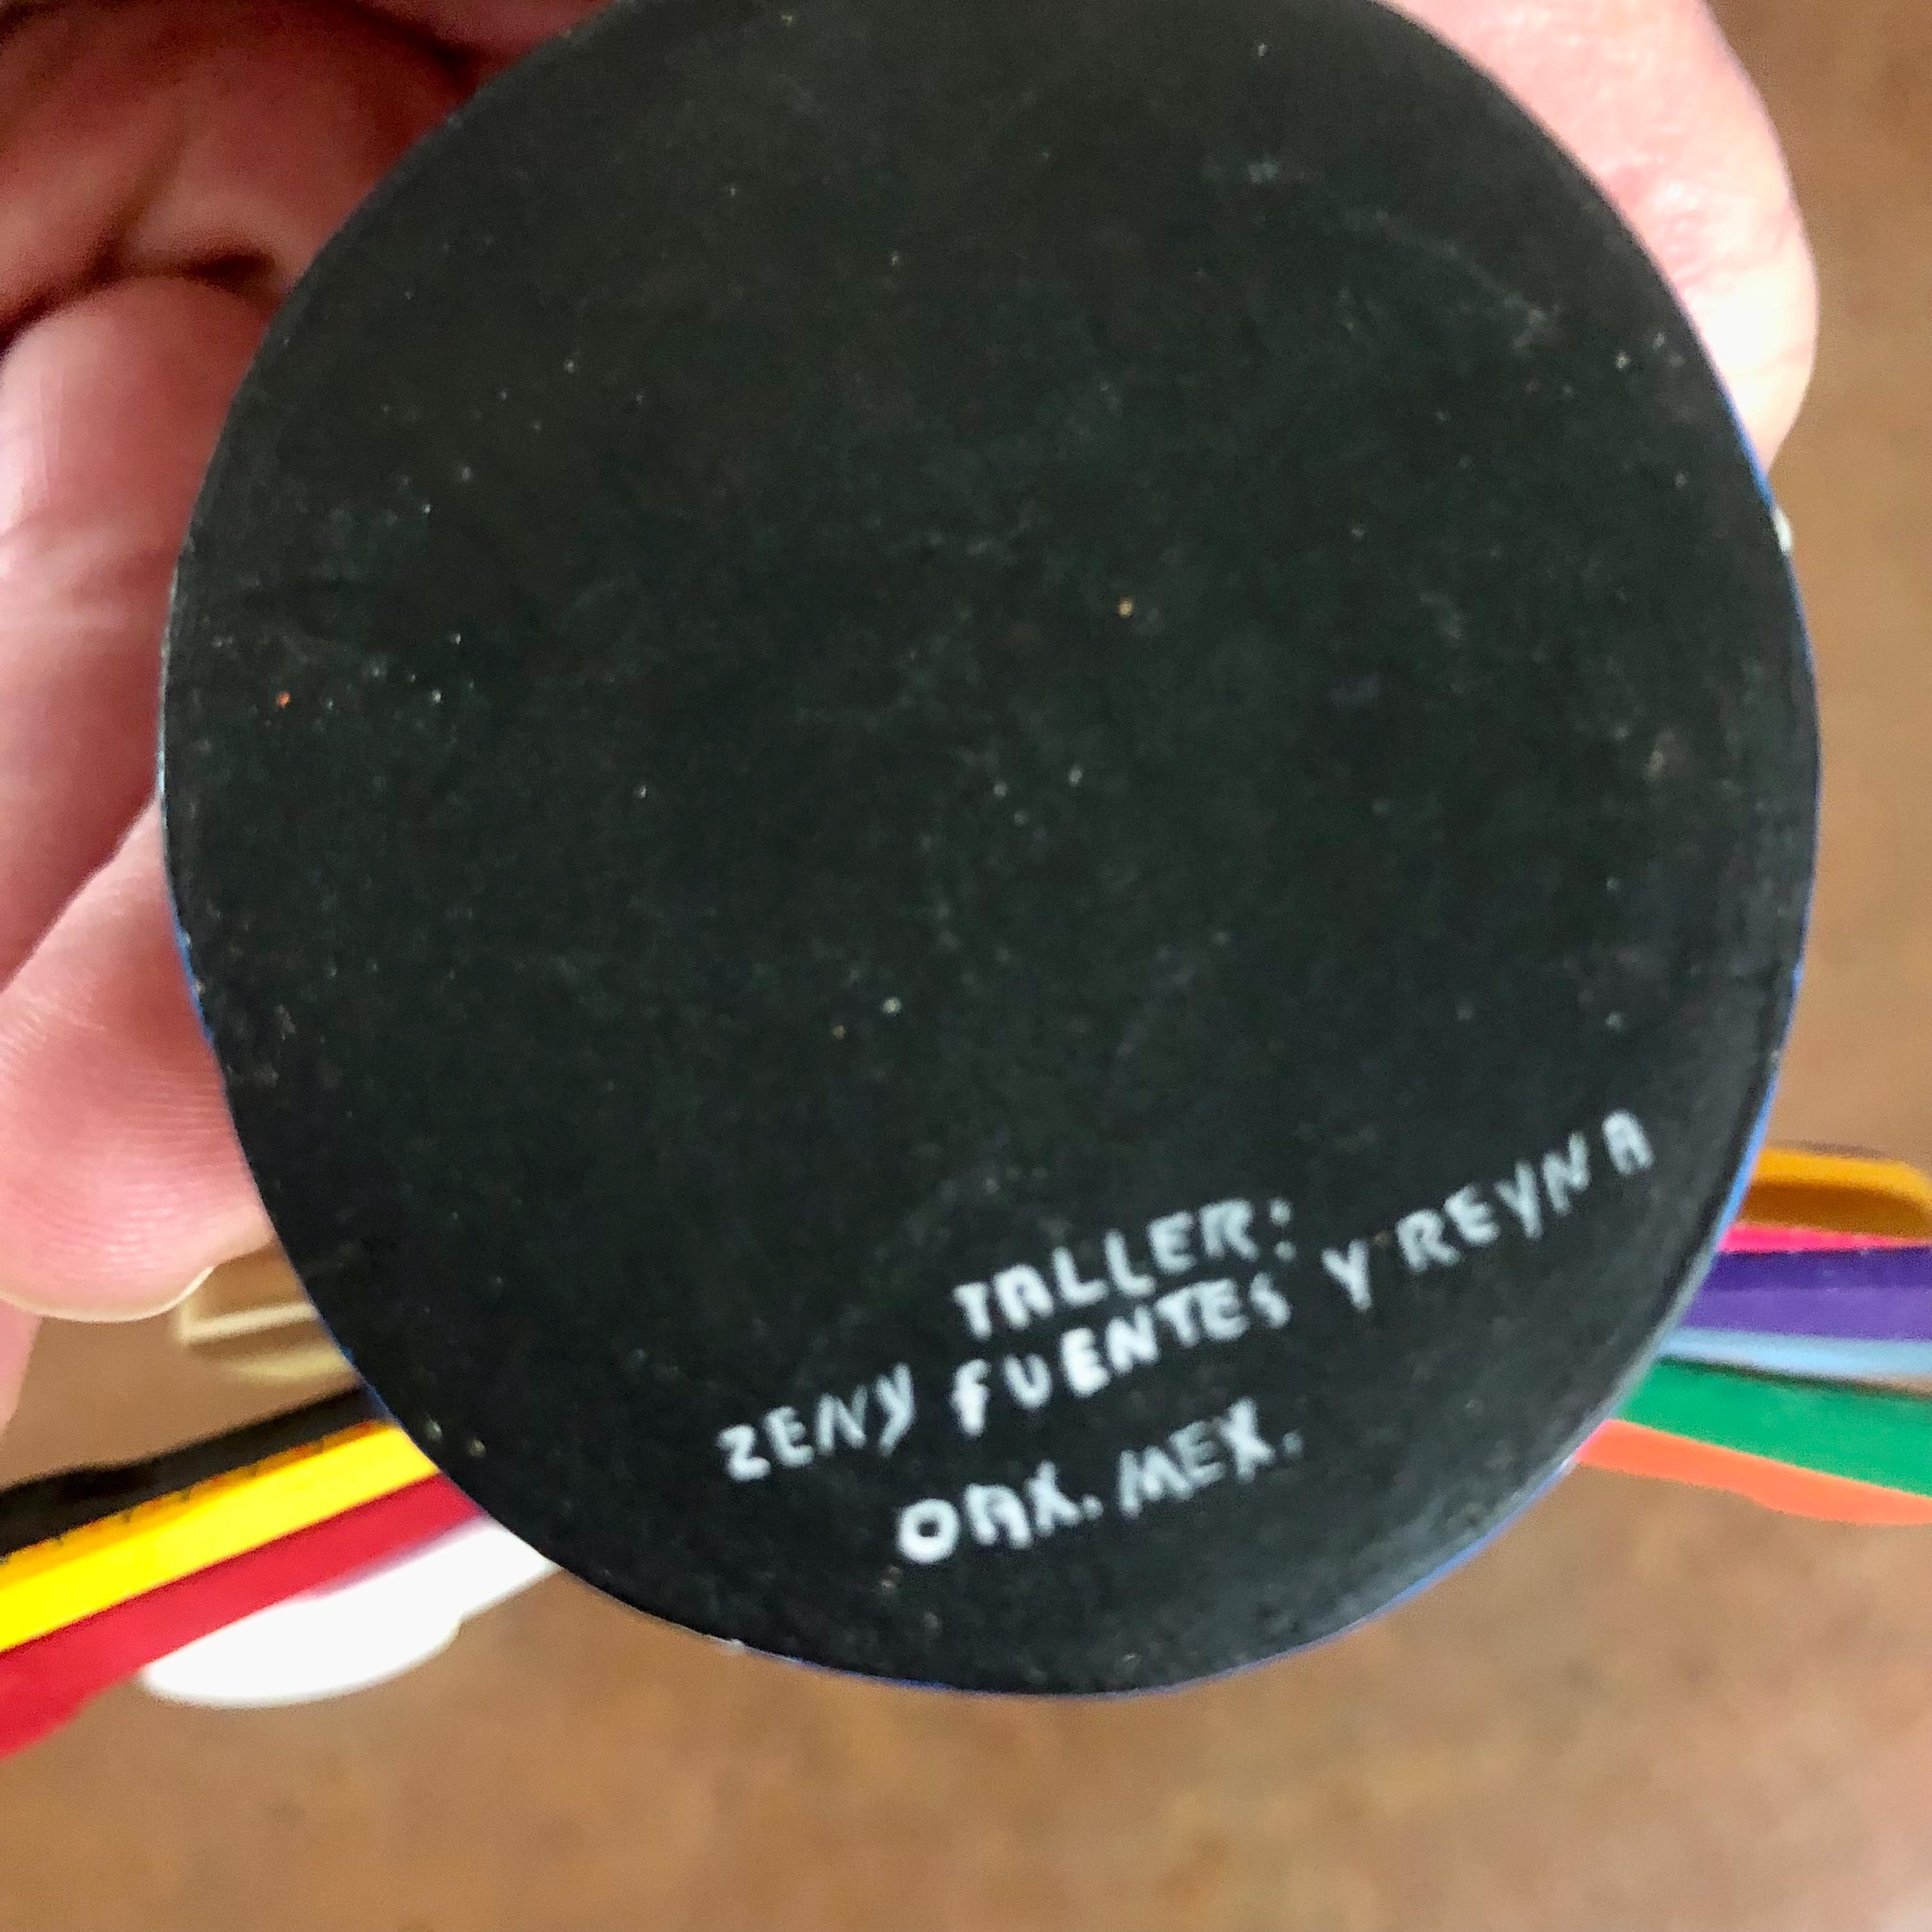 TALLER:
ZENY FUENTES Y REYNA
OAX. MEX.